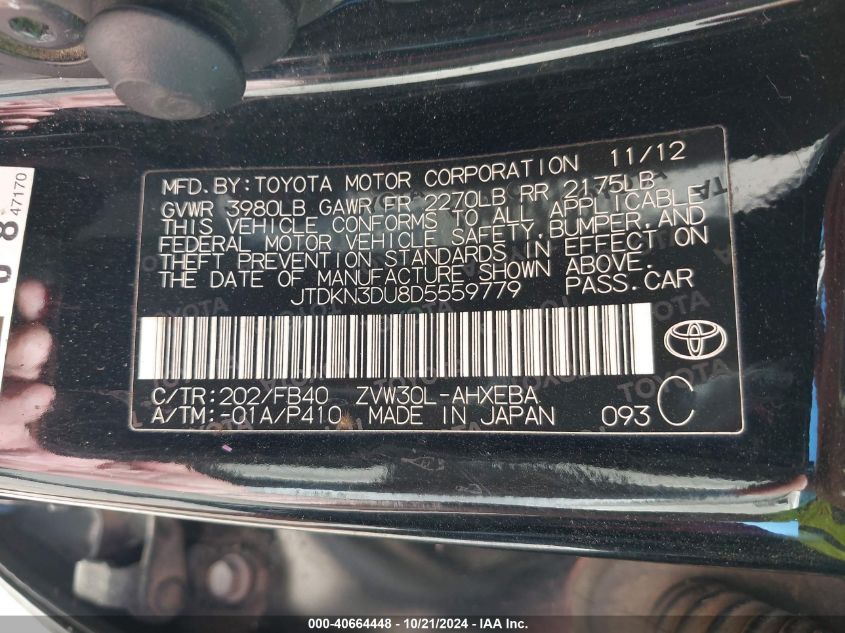 MFD. BY: TOYOTA MOTOR CORPORATION 11/12
GVWR 3980LB GAWR FR 2270LB RR 2175LB
THIS VEHICLE CONFORMS TO ALL APPLICABLE
FEDERAL MOTOR VEHICLE SAFETY, BUMPER, AND
THEFT PREVENTION STANDARDS IN EFFECT ON
THE DATE OF MANUFACTURE SHOWN ABOVE.
JTDKN3DU8D5559779 PASS.CAR
C/TR:202/FB40 ZVW30L-AHXEBA
A/TM:-01A/P410 MADE IN JAPAN 093 C
47170
8
000-40664448 - 10/21/2024 - IAA Inc.